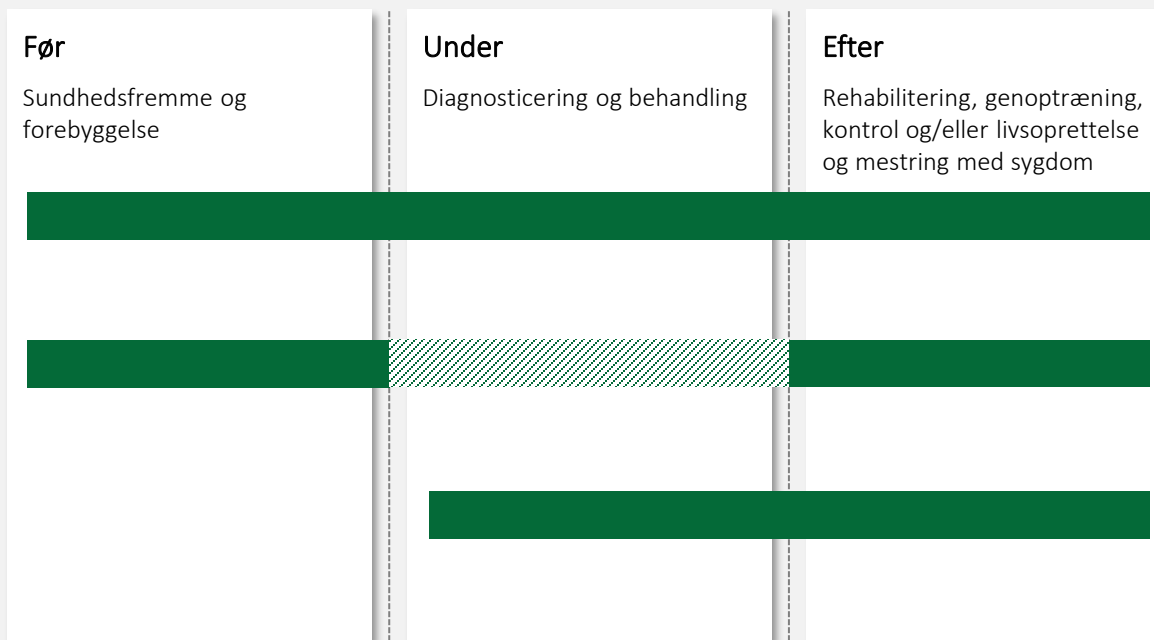 Før
Sundhedsfremme og
forebyggelse
Under
Diagnosticering og behandling
Efter
Rehabilitering, genoptræning,
kontrol og/eller livsoprettelse
og mestring med sygdom